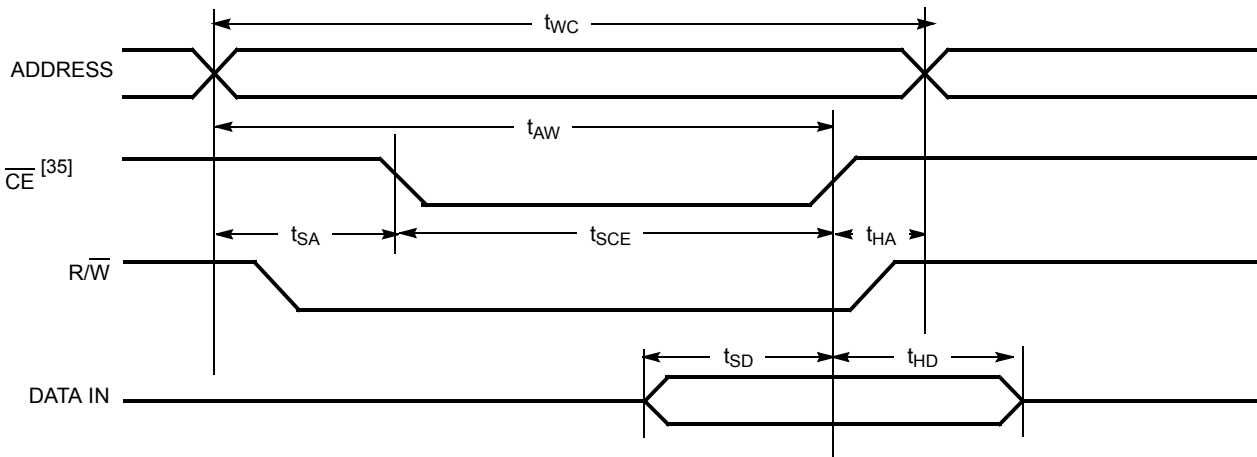 tWC
ADDRESS
tAW
CE [35]
tSA
tSCE
tHA
R/W
tSD
tHD
DATA IN